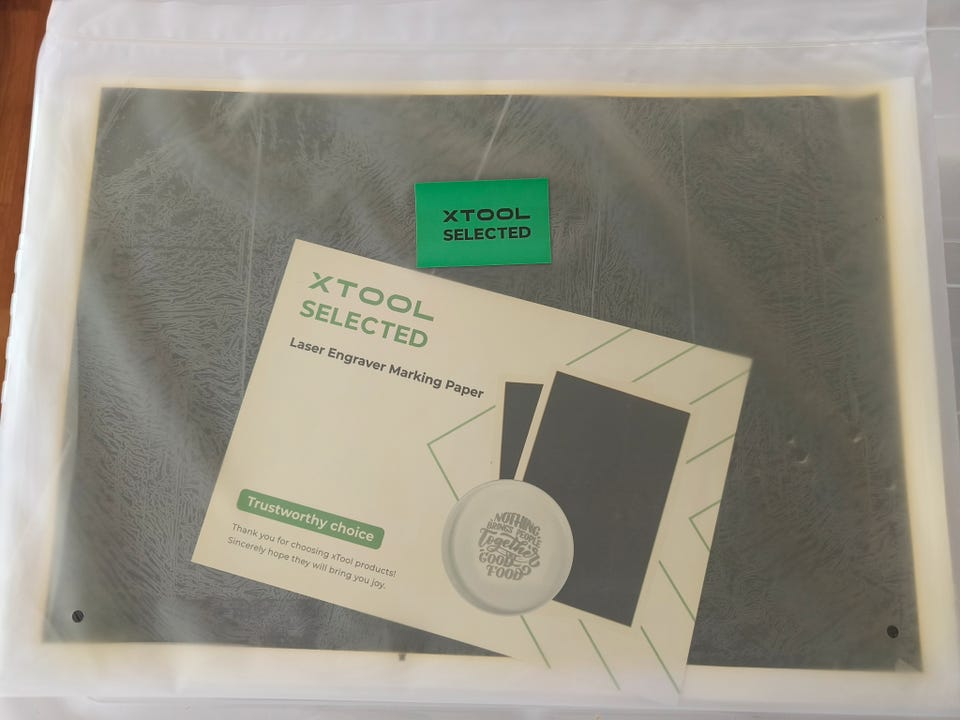 XTOOL
SELECTED
XTOOL
SELECTED
Laser Engraver Marking Paper
Trustworthy choice
Thank you for choosing xTool products!
Sincerely hope they will bring you joy.
NOTHING
BRINGS PEOPLE
Together
GOOD
FOOD